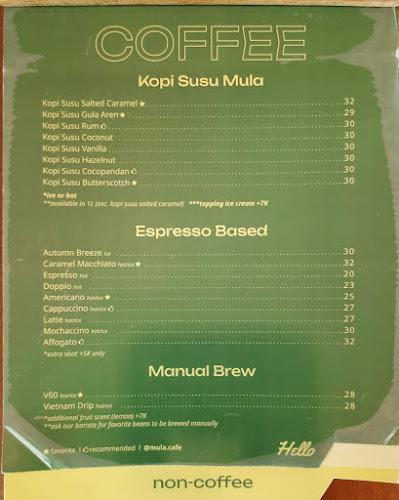 COFFEE
Kopi Susu Mula
Kopi Susu Salted Caramel★ 32
Kopi Susu Gula Aren★ 29
Kopi Susu Rum👍 30
Kopi Susu Coconut 30
Kopi Susu Vanilla 30
Kopi Susu Hazelnut 30
Kopi Susu Cocopandan👍 30
Kopi Susu Butterscotch★ 30
*ice or hot
**available in 1L (exc. kopi susu salted caramel) ***topping ice cream +7K
Espresso Based
Autumn Breeze ice 30
Caramel Macchiato hot/ice★ 32
Espresso hot 20
Doppio hot 23
Americano hot/ice★ 25
Cappuccino hot/ice👍 27
Latte hot/ice 27
Mochaccino hot/ice 30
Affogato👍 32
*extra shot +5K only
Manual Brew
V60 hot/ice★ 28
Vietnam Drip hot/ice 28
*additional fruit scent (lemon) +7K
**ask our barista for favorite beans to be brewed manually
★favorite | 👍recommended | @mula.cafe
Hello
non-coffee